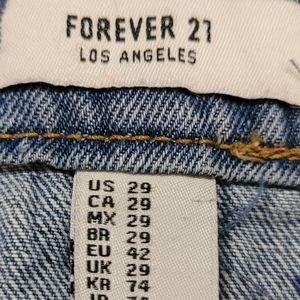 FOREVER 21
LOS ANGELES
US 29
CA 29
MX 29
BR 29
EU 42
UK 29
KR 74